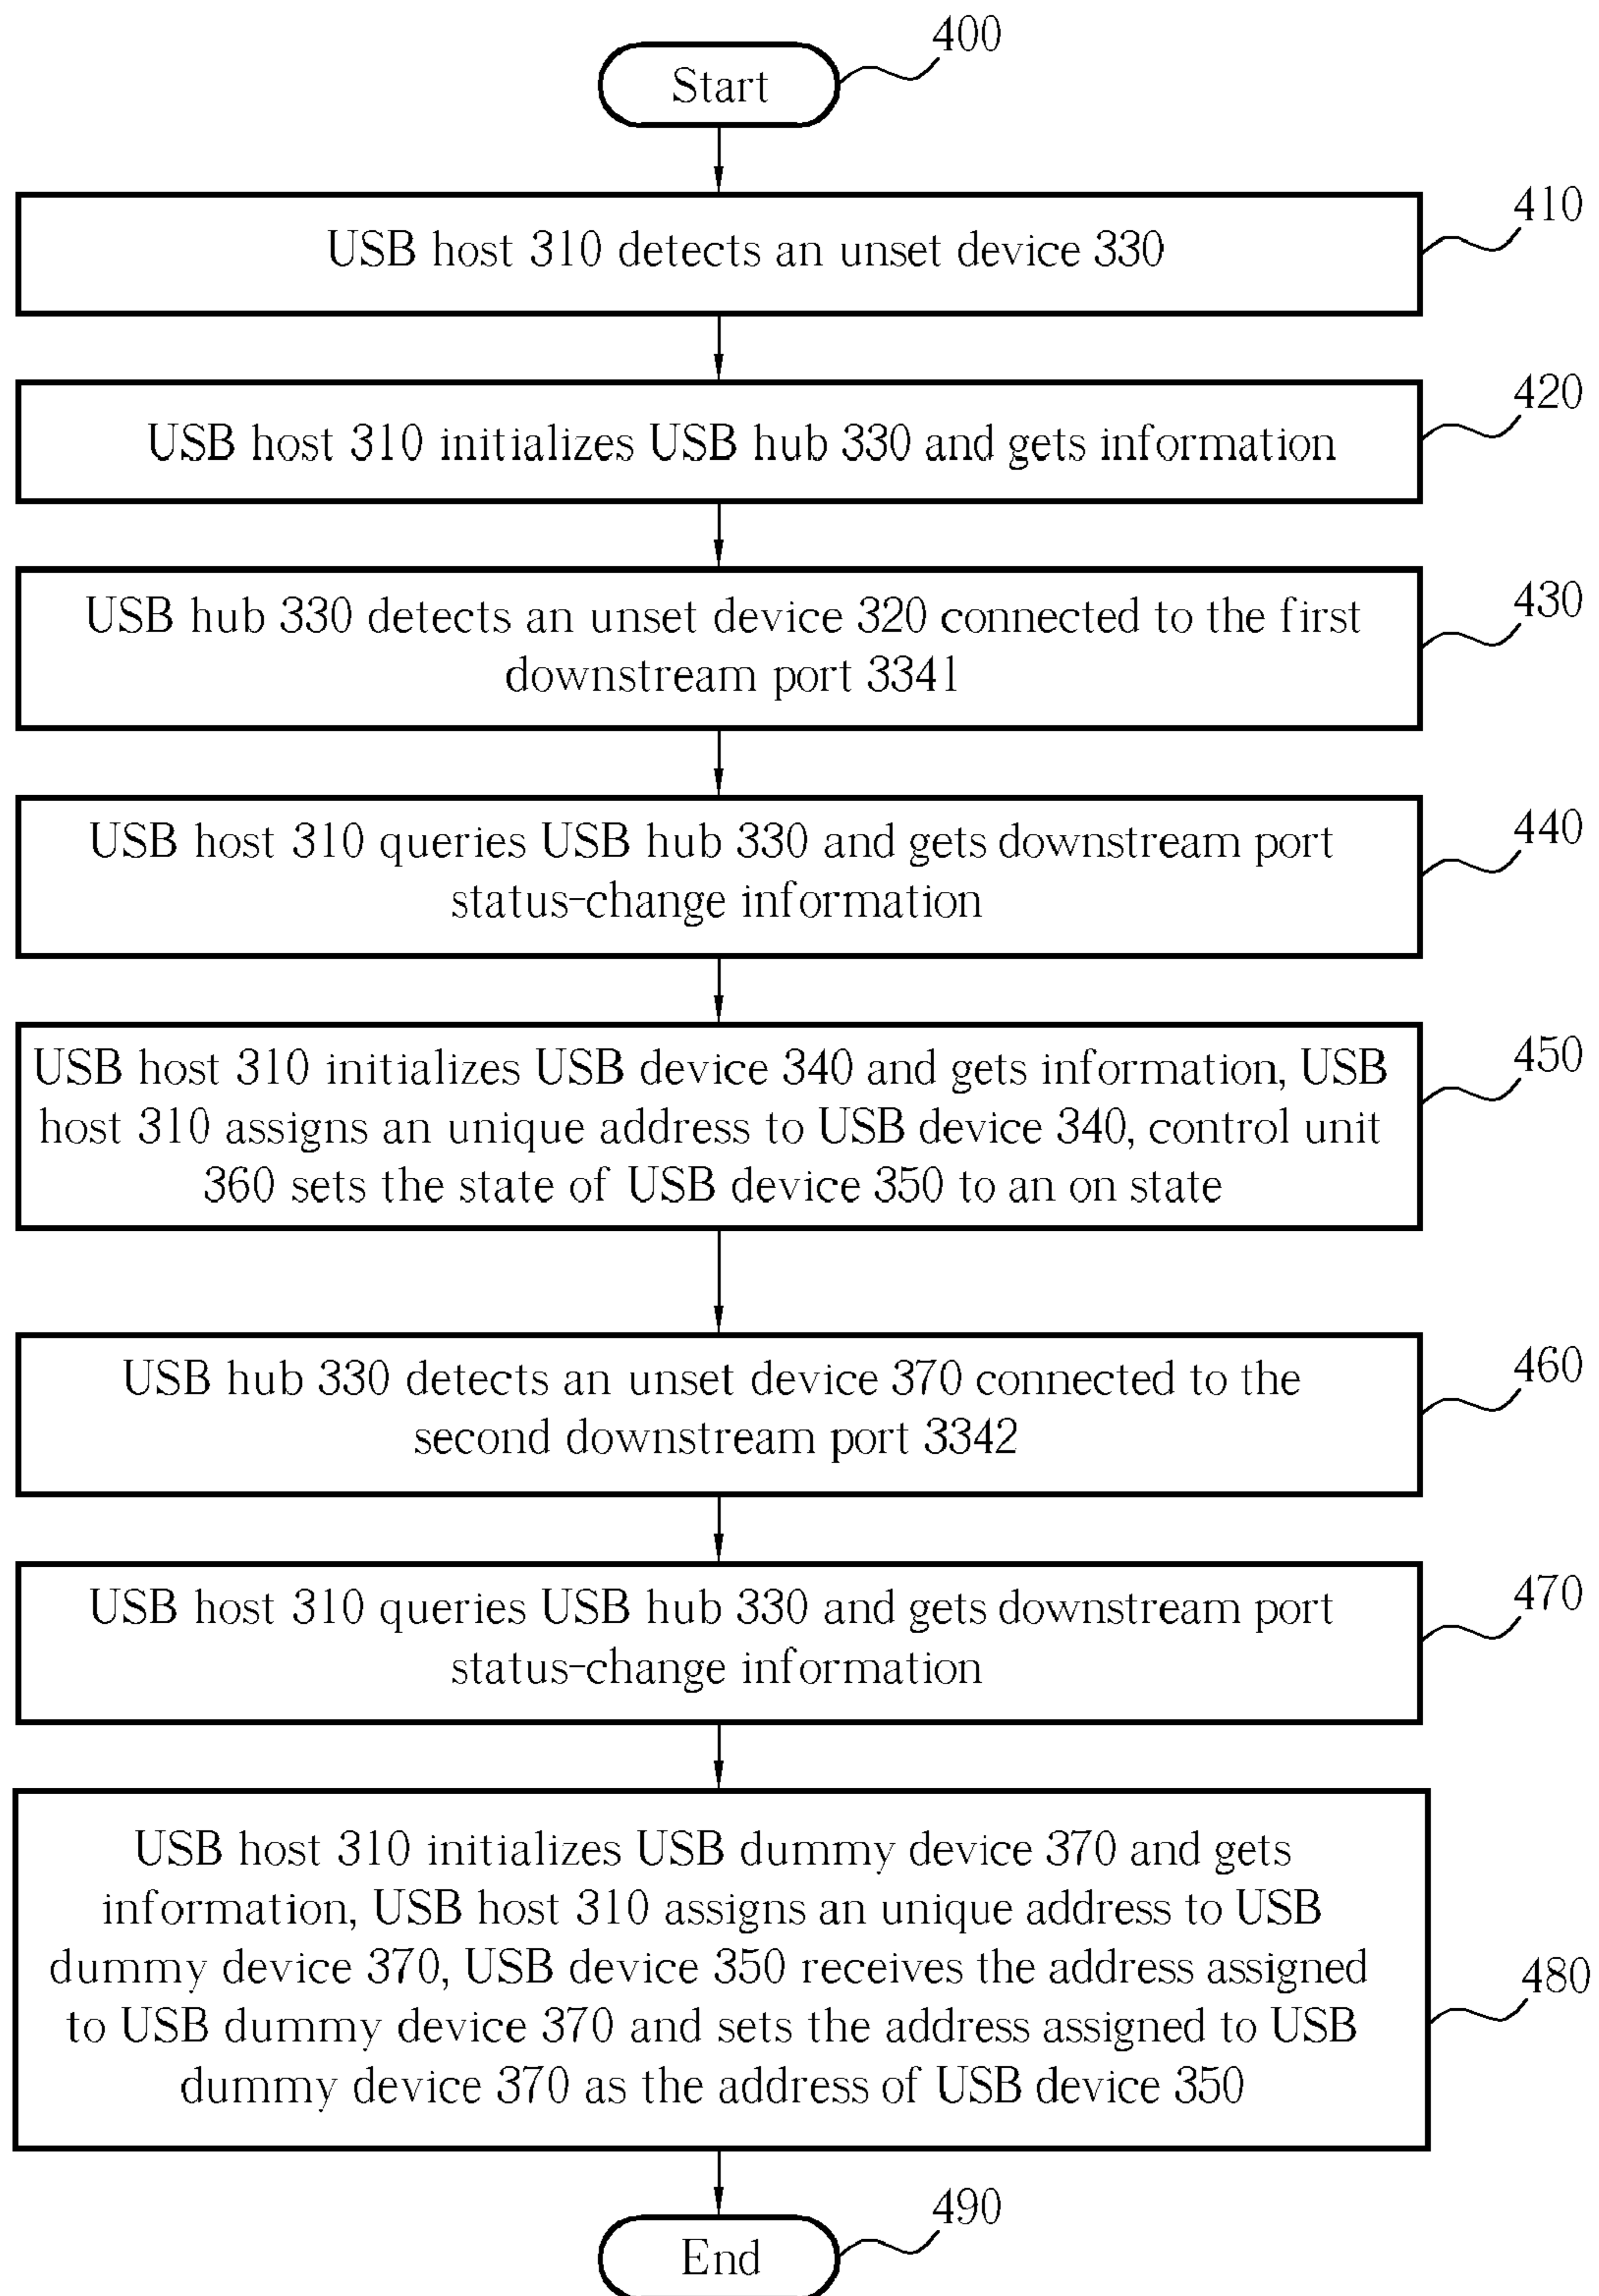 400
Start
410
USB host 310 detects an unset device 330
420
USB host 310 initializes USB hub 330 and gets information
430
USB hub 330 detects an unset device 320 connected to the first
downstream port 3341
440
USB host 310 queries USB hub 330 and gets downstream port
status-change information
450
USB host 310 initializes USB device 340 and gets information, USB
host 310 assigns an unique address to USB device 340, control unit
360 sets the state of USB device 350 to an on state
460
USB hub 330 detects an unset device 370 connected to the
second downstream port 3342
470
USB host 310 queries USB hub 330 and gets downstream port
status-change information
480
USB host 310 initializes USB dummy device 370 and gets
information, USB host 310 assigns an unique address to USB
dummy device 370, USB device 350 receives the address assigned
to USB dummy device 370 and sets the address assigned to USB
dummy device 370 as the address of USB device 350
490
End